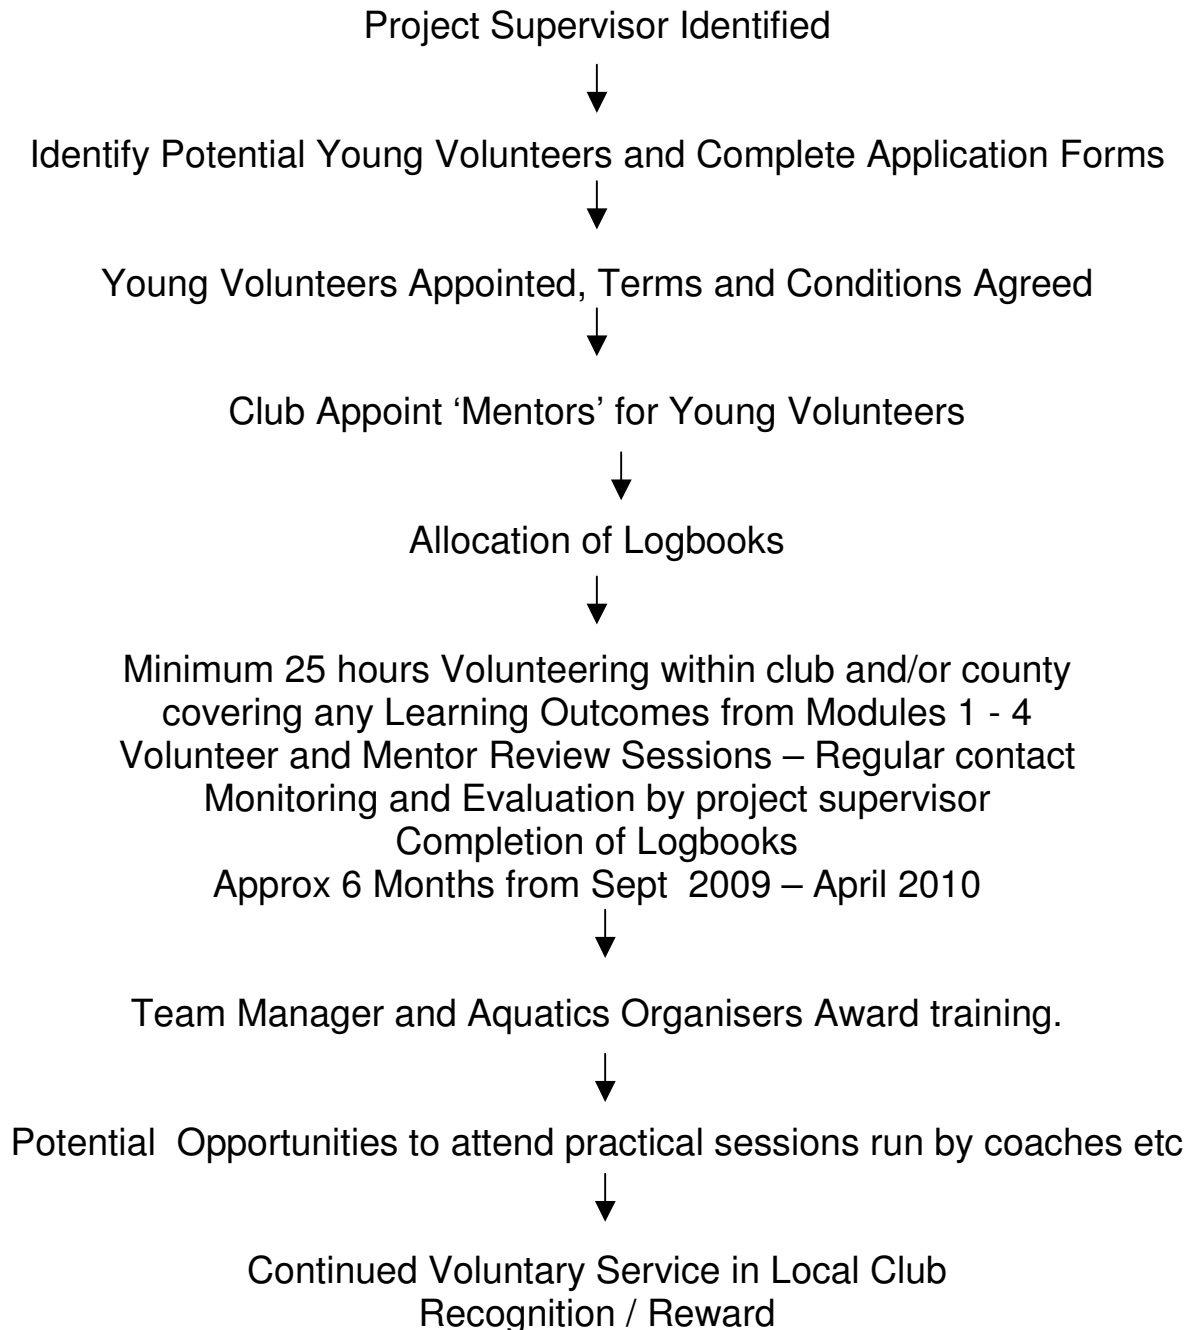 Project Supervisor Identified
Identify Potential Young Volunteers and Complete Application Forms
Young Volunteers Appointed, Terms and Conditions Agreed
Club Appoint ‘Mentors’ for Young Volunteers
Allocation of Logbooks
Minimum 25 hours Volunteering within club and/or county
covering any Learning Outcomes from Modules 1 - 4
Volunteer and Mentor Review Sessions – Regular contact
Monitoring and Evaluation by project supervisor
Completion of Logbooks
Approx 6 Months from Sept  2009 – April 2010
Team Manager and Aquatics Organisers Award training.
Potential  Opportunities to attend practical sessions run by coaches etc
Continued Voluntary Service in Local Club
Recognition / Reward